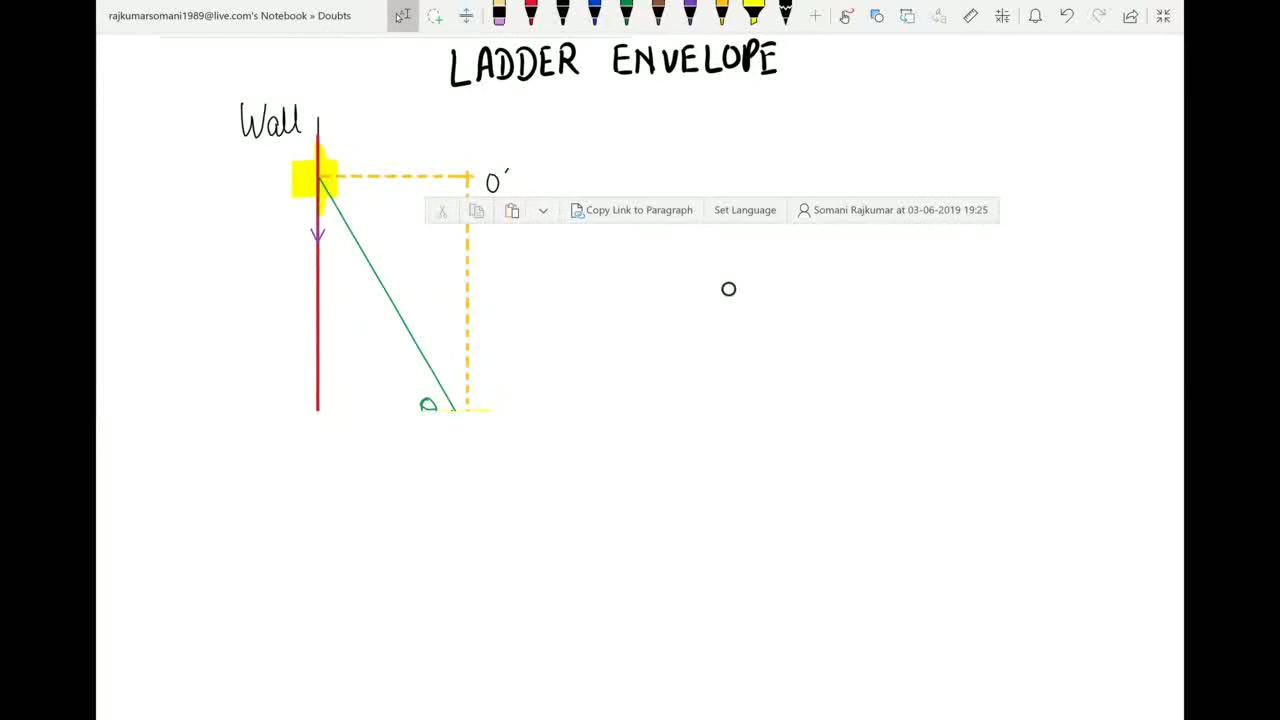 rajkumarsomani1989@live.com's Notebook » Doubts
LADDER ENVELOPE
Wall
O'
Copy Link to Paragraph Set Language Somani Rajkumar at 03-06-2019 19:25